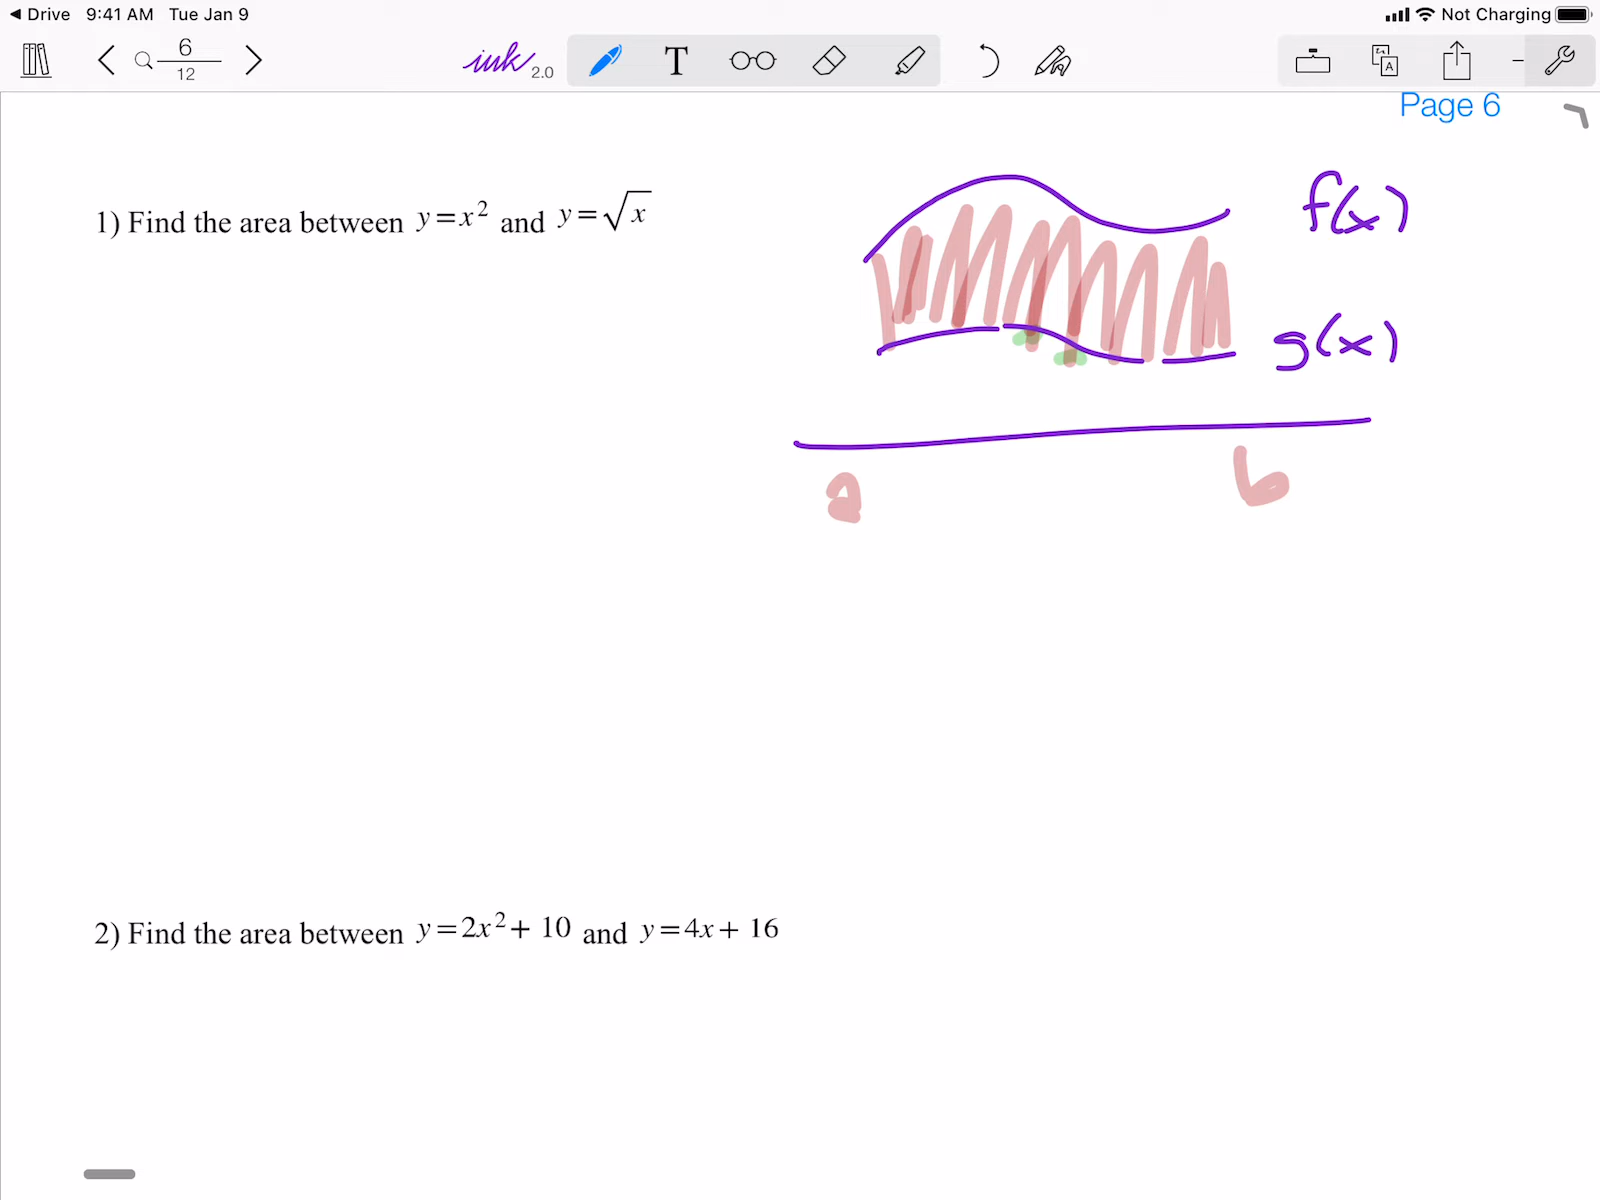 Drive 9:41 AM Tue Jan 9 Not Charging
6
12
ink 2.0 T A
Page 6
1) Find the area between y=x² and y=√x
f(x)
g(x)
a b
2) Find the area between y=2x²+ 10 and y=4x+ 16